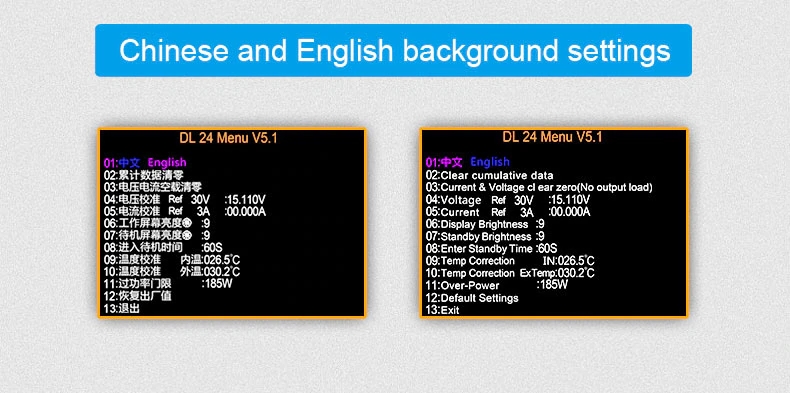 Chinese and English background settings
DL 24 Menu V5.1
01:中文 English
02:累计数据清零
03:电压电流空载清零
04:电压校准 Ref 30V :15.110V
05:电流校准 Ref 3A :00.000A
06:工作屏幕亮度 :9
07:待机屏幕亮度 :9
08:进入待机时间 :60S
09:温度校准 内温:026.5℃
10:温度校准 外温:030.2℃
11:过功率门限 :185W
12:恢复出厂值
13:退出
DL 24 Menu V5.1
01:中文 English
02:Clear cumulative data
03:Current & Voltage cl ear zero(No output load)
04:Voltage Ref 30V :15.110V
05:Current Ref 3A :00.000A
06:Display Brightness :9
07:Standby Brightness :9
08:Enter Standby Time :60S
09:Temp Correction IN:026.5℃
10:Temp Correction ExTemp:030.2℃
11:Over-Power :185W
12:Default Settings
13:Exit